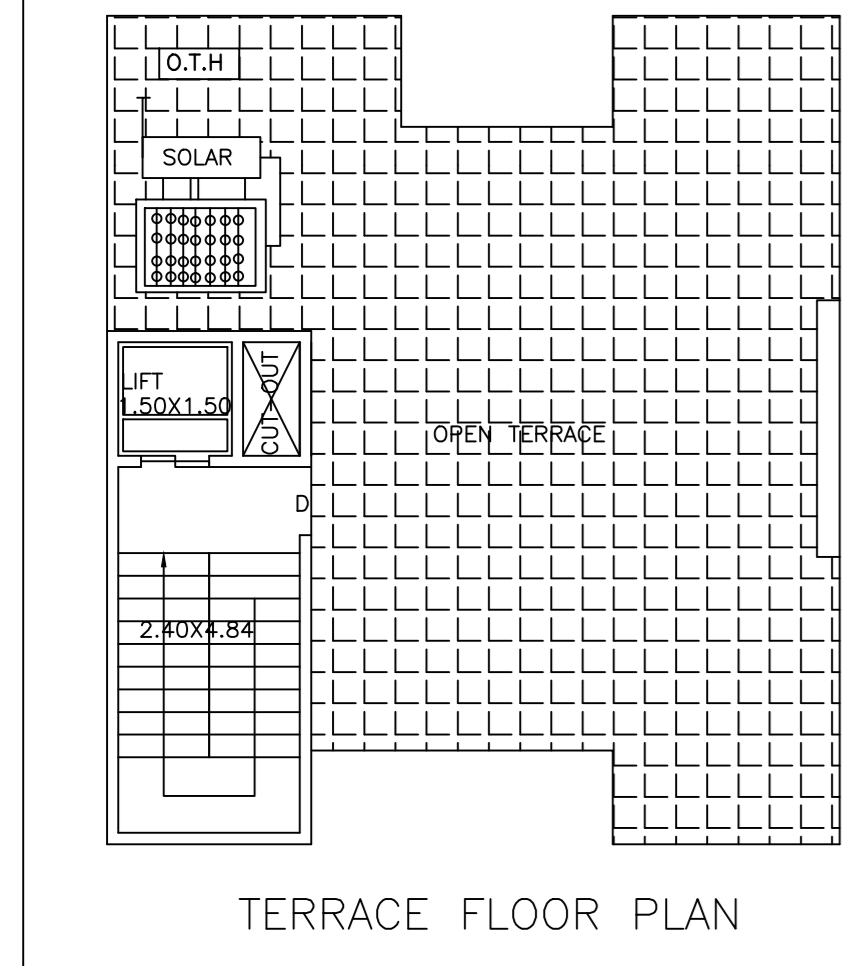 O.T.H
SOLAR
LIFT
1.50X1.50
CUT-OUT
OPEN TERRACE
D
2.40X4.84
TERRACE FLOOR PLAN